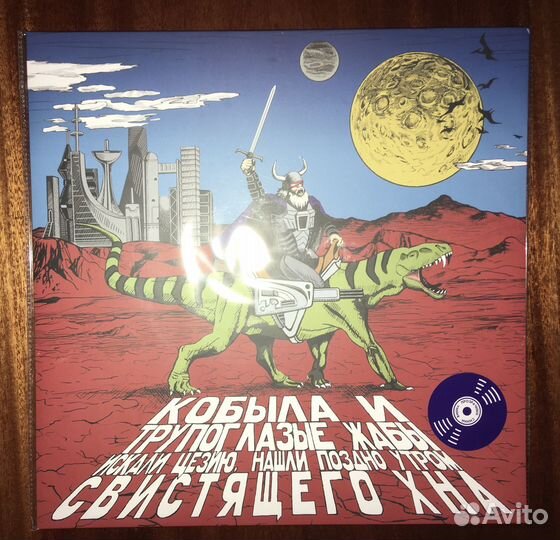 КОБЫЛА И
ТРУПОГЛАЗЫЕ ЖАБЫ
ИСКАЛИ ЦЕЗИЮ, НАШЛИ ПОЗДНО УТРОМ
СВИСТЯЩЕГО ХНА
Avito